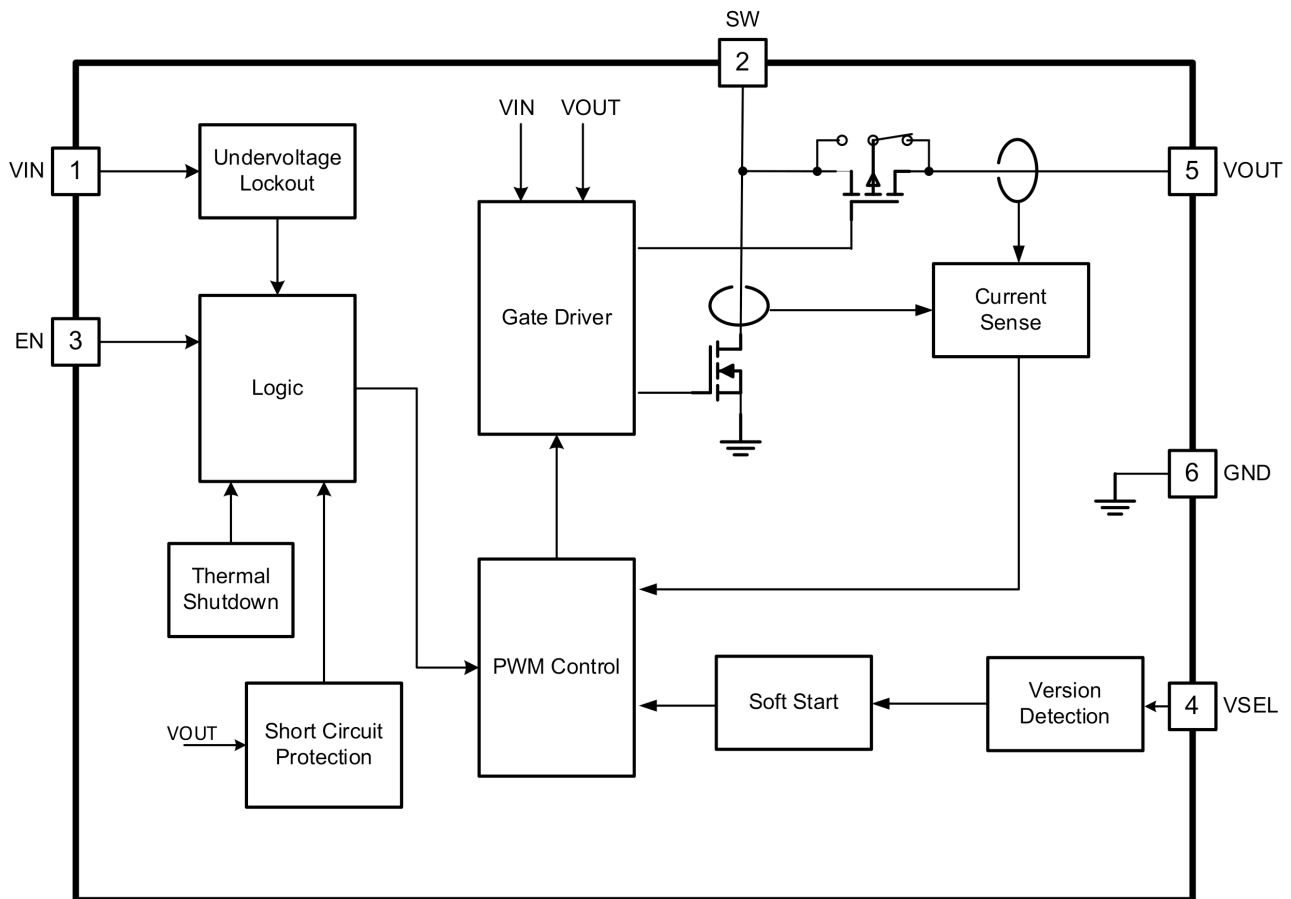 SW
2
VIN
VOUT
VIN
1
Undervoltage
Lockout
5
VOUT
Gate Driver
Current
Sense
EN
3
Logic
6
GND
Thermal
Shutdown
PWM Control
Soft Start
Version
Detection
4
VSEL
VOUT
Short Circuit
Protection